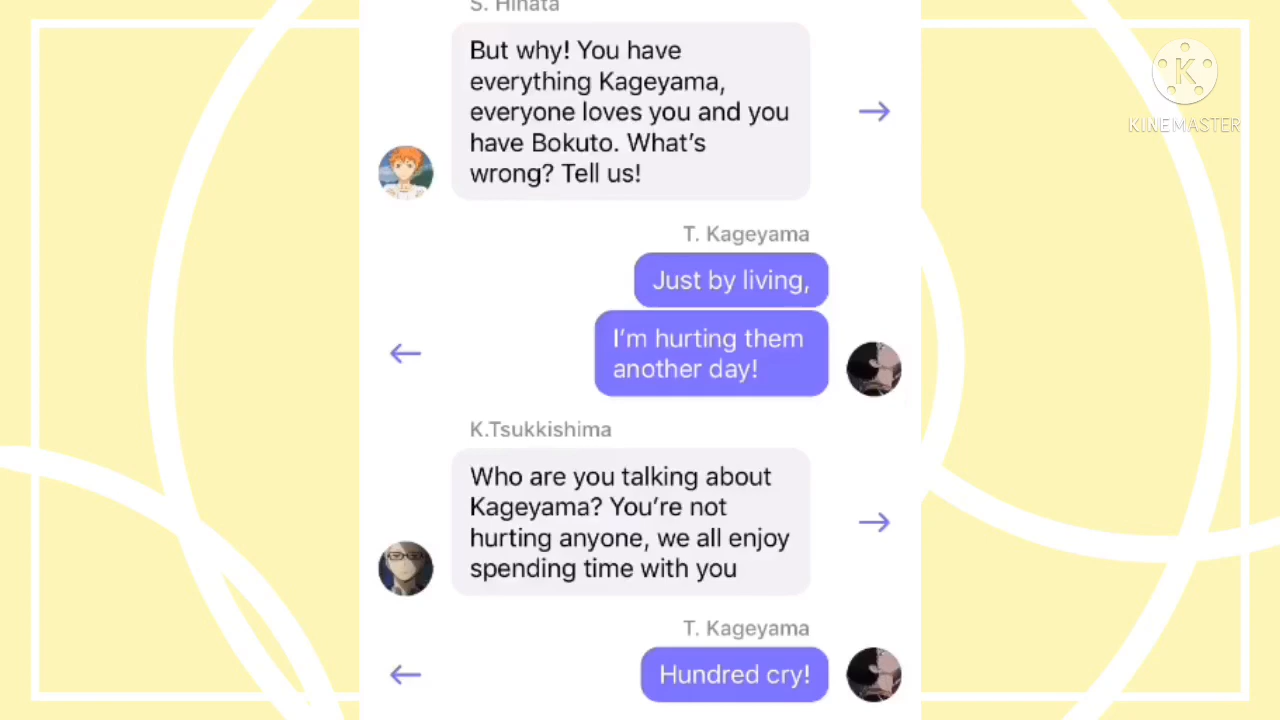 S. Hinata
But why! You have
everything Kageyama,
everyone loves you and you
have Bokuto. What's
wrong? Tell us!
KINEMASTER
T. Kageyama
Just by living,
I'm hurting them
another day!
K.Tsukkishima
Who are you talking about
Kageyama? You're not
hurting anyone, we all enjoy
spending time with you
T. Kageyama
Hundred cry!